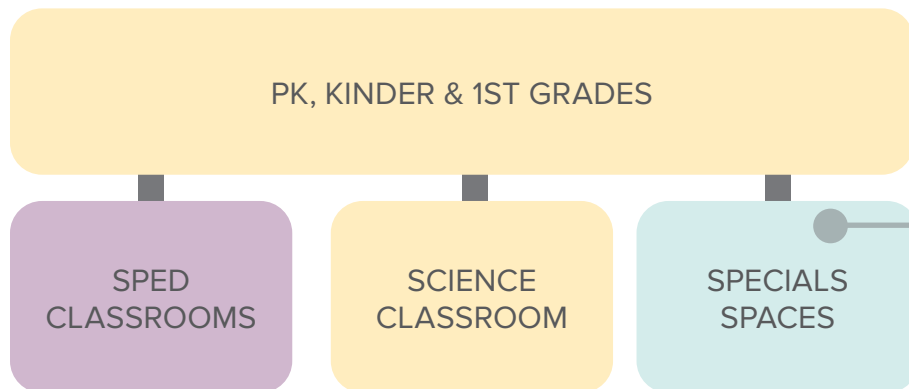 PK, KINDER & 1ST GRADES
SPED
CLASSROOMS
SCIENCE
CLASSROOM
SPECIALS
SPACES